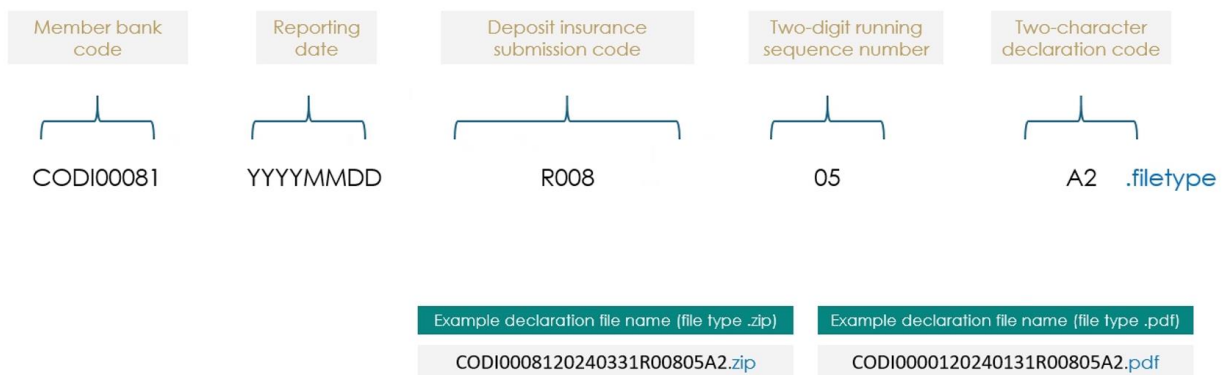 Member bank
code
Reporting
date
Deposit insurance
submission code
Two-digit running
sequence number
Two-character
declaration code
CODI00081 YYYYMMDD R008 05 A2 .filetype
Example declaration file name (file type .zip)
CODI0008120240331R00805A2.zip
Example declaration file name (file type .pdf)
CODI0000120240131R00805A2.pdf